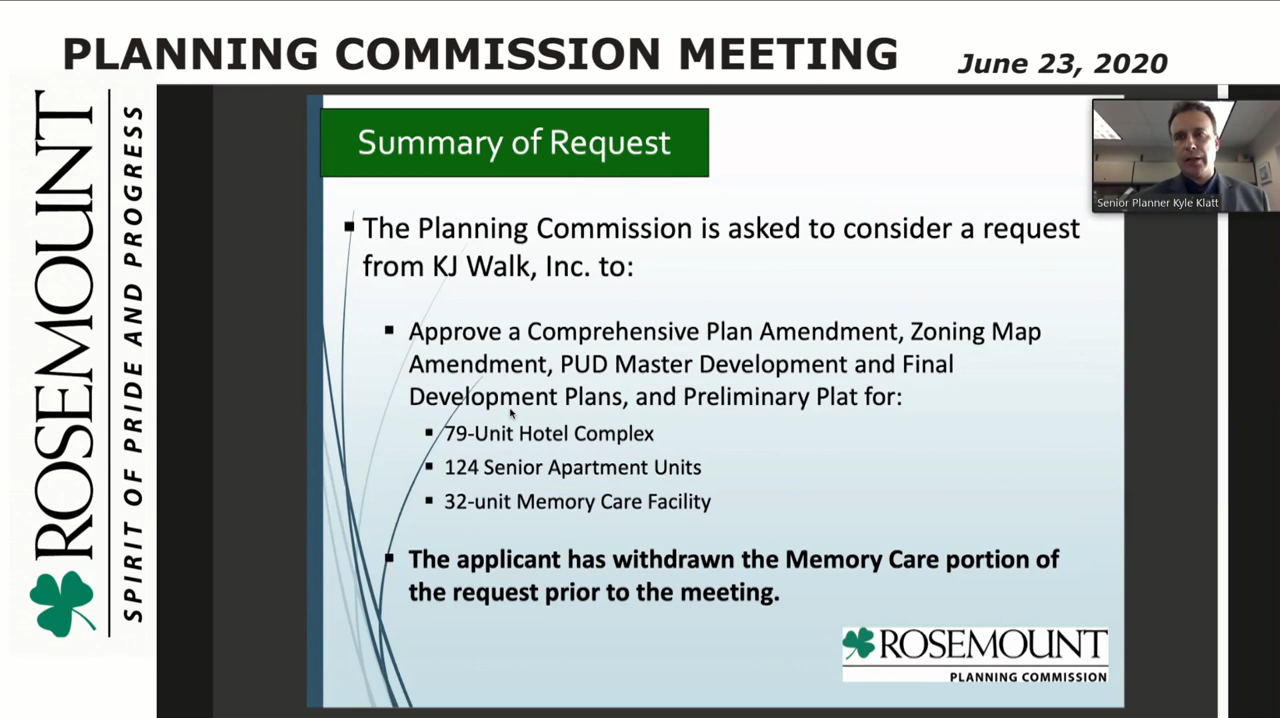 PLANNING COMMISSION MEETING
June 23, 2020
ROSEMOUNT
SPIRIT OF PRIDE AND PROGRESS
Summary of Request
Senior Planner Kyle Klatt
The Planning Commission is asked to consider a request
from KJ Walk, Inc. to:
Approve a Comprehensive Plan Amendment, Zoning Map
Amendment, PUD Master Development and Final
Development Plans, and Preliminary Plat for:
79-Unit Hotel Complex
124 Senior Apartment Units
32-unit Memory Care Facility
The applicant has withdrawn the Memory Care portion of
the request prior to the meeting.
ROSEMOUNT
PLANNING COMMISSION